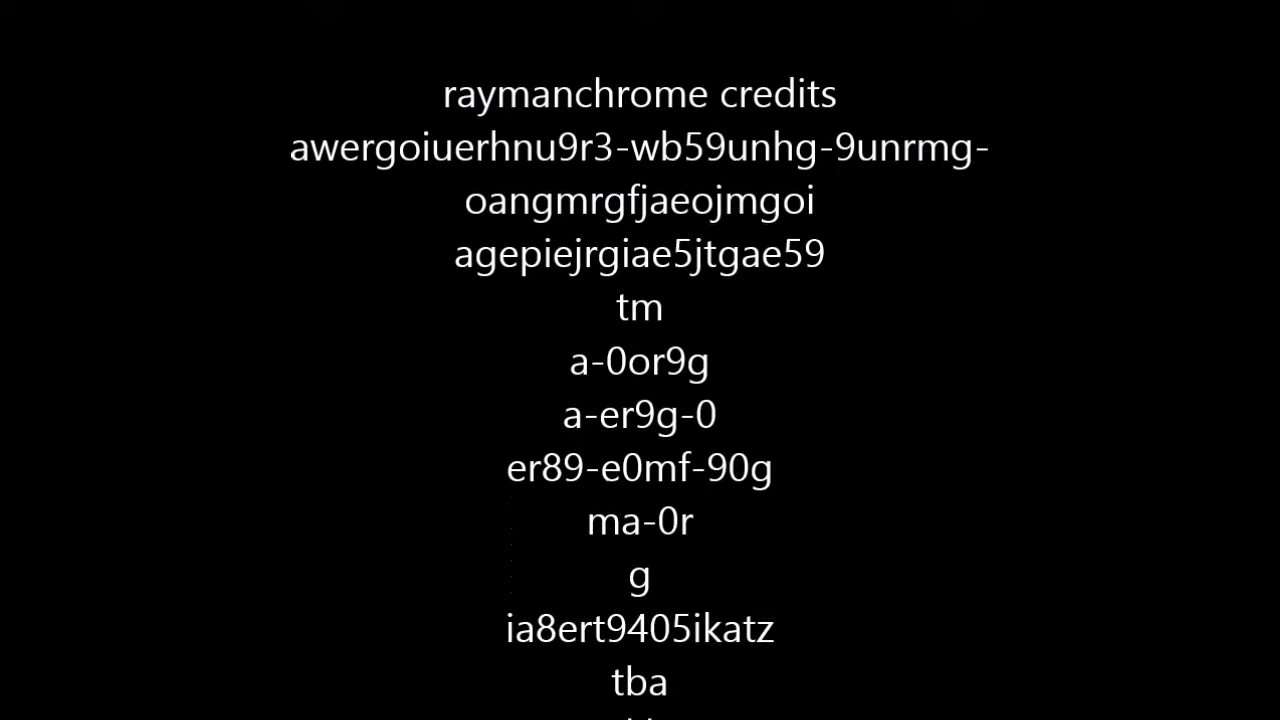 raymanchrome credits
awergoiuerhnu9r3-wb59unhg-9unrmg-
oangmrgfjaeojmgoi
agepiejrgiae5jtgae59
tm
a-0or9g
a-er9g-0
er89-e0mf-90g
ma-0r
g
ia8ert9405ikatz
tba